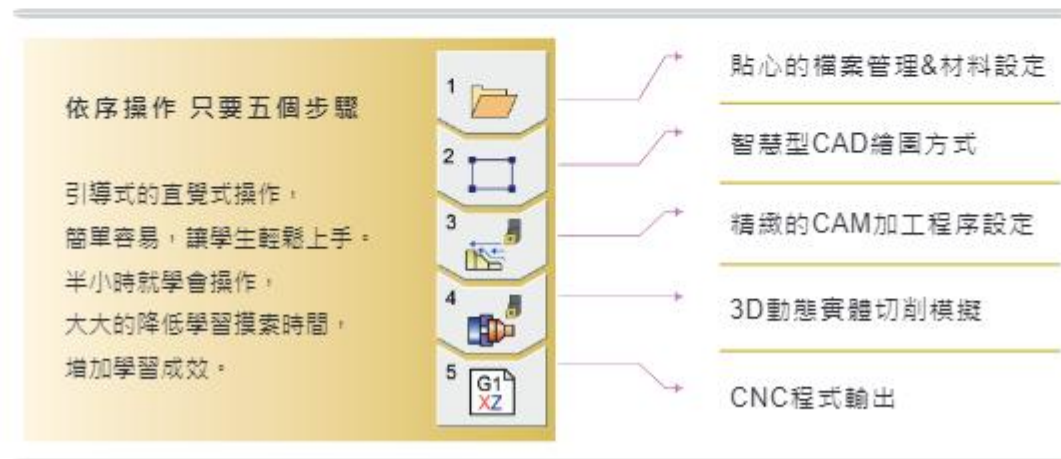 依序操作 只要五個步驟
引導式的直覺式操作，
簡單容易，讓學生輕鬆上手。
半小時就學會操作，
大大的降低學習摸索時間，
增加學習成效。
1
2
3
4
5
G1
XZ
貼心的檔案管理&材料設定
智慧型CAD繪圖方式
精緻的CAM加工程序設定
3D動態實體切削模擬
CNC程式輸出